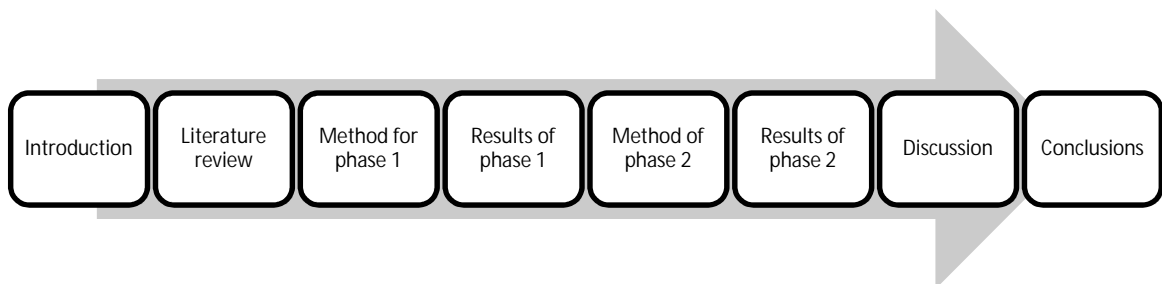 Introduction
Literature
review
Method for
phase 1
Results of
phase 1
Method of
phase 2
Results of
phase 2
Discussion
Conclusions